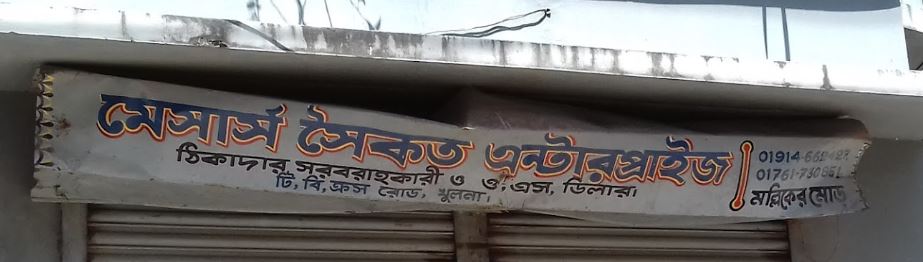 মেসার্স সৈকত এন্টারপ্রাইজ
ঠিকাদার সরবরাহকারী ও ও, এস, ডিলার।
টি, বি, ক্রস রোড, খুলনা।
মল্লিকের মোড়